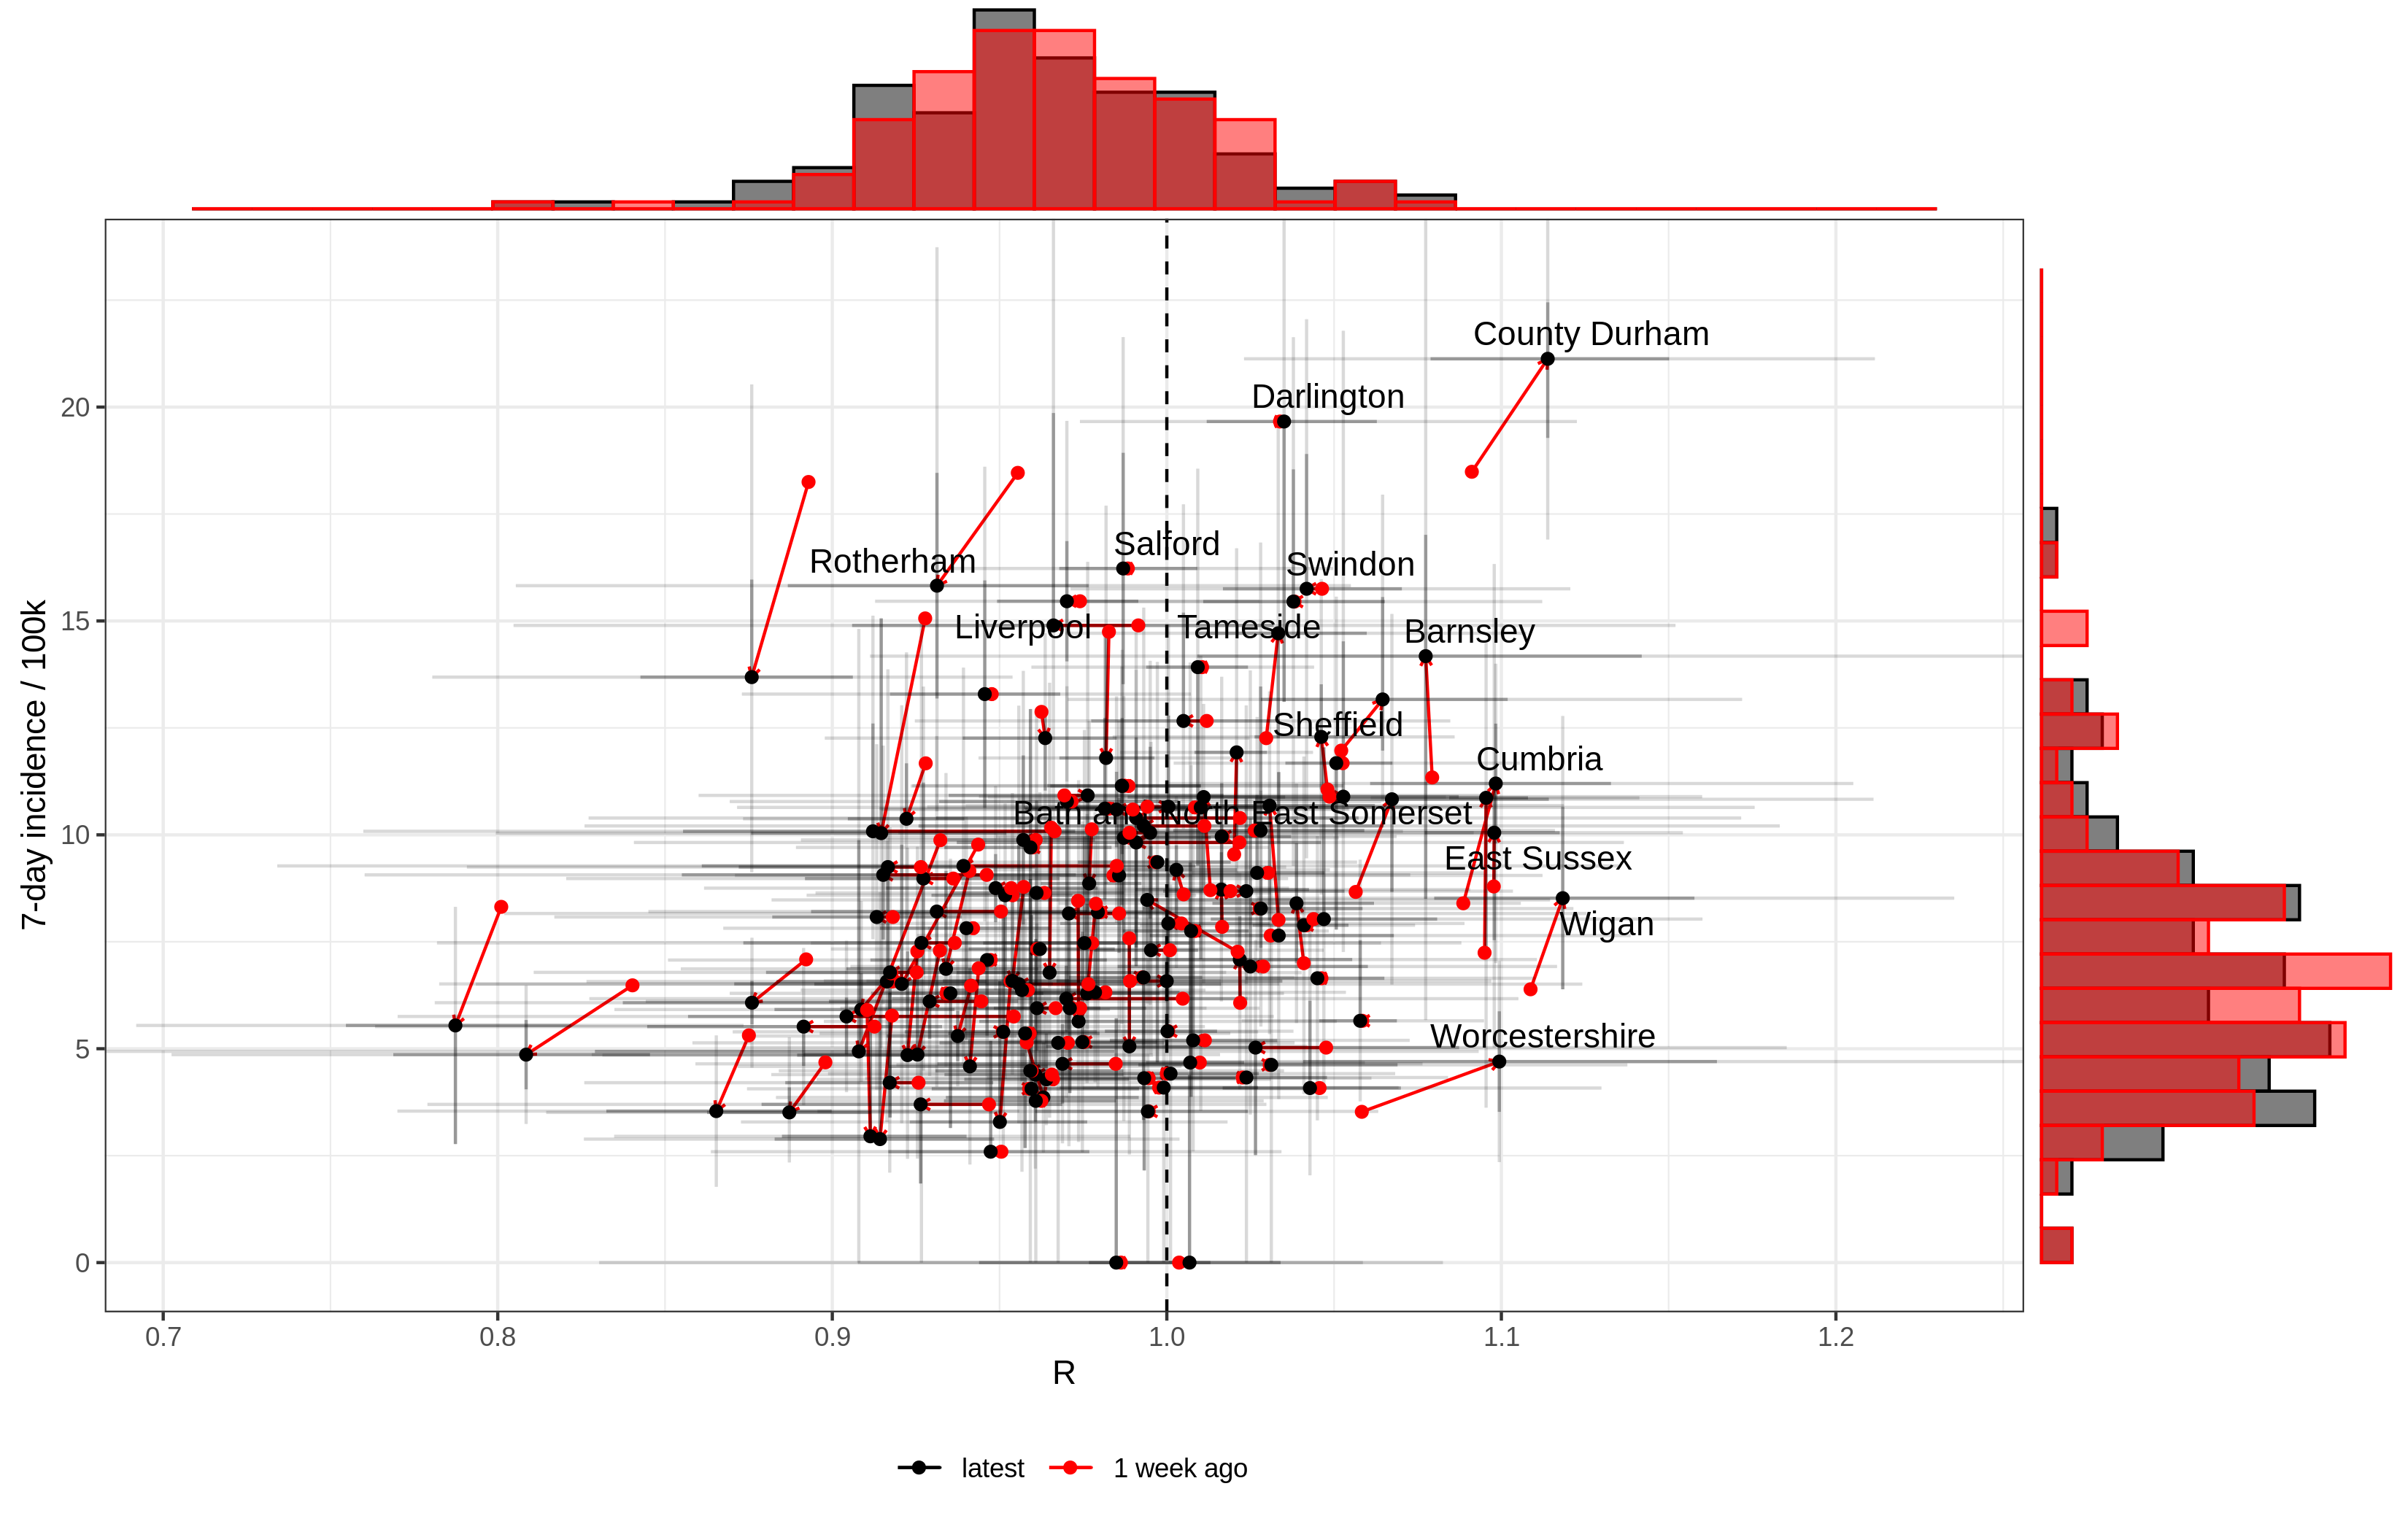 County Durham
Darlington
20
Salford
Rotherham
Swindon
15
Liverpool
Tameside
Barnsley
7-day incidence / 100k
Sheffield
Cumbria
10
Bath and North East Somerset
East Sussex
Wigan
5
Worcestershire
0
0.7
0.8
0.9
1.0
1.1
1.2
R
latest
1 week ago